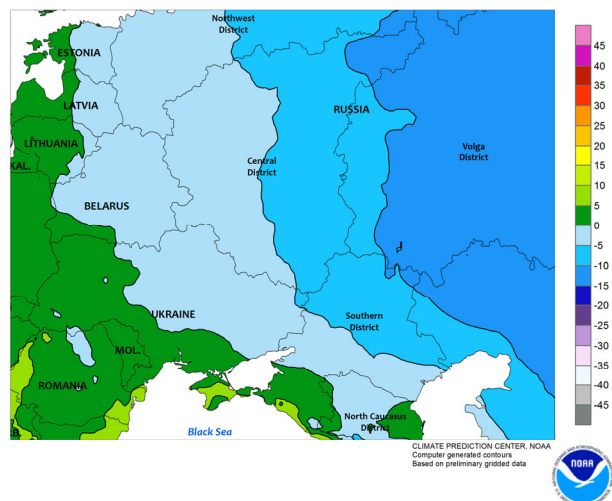 Northwest
District
ESTONIA
LATVIA
RUSSIA
LITHUANIA
KAL.
Volga
District
Central
District
BELARUS
UKRAINE
Southern
District
MOL.
ROMANIA
North Caucasus
District
Black Sea
45
40
35
30
25
20
15
10
5
0
-5
-10
-15
-20
-25
-30
-35
-40
-45
CLIMATE PREDICTION CENTER, NOAA
Computer generated contours
Based on preliminary gridded data
NOAA